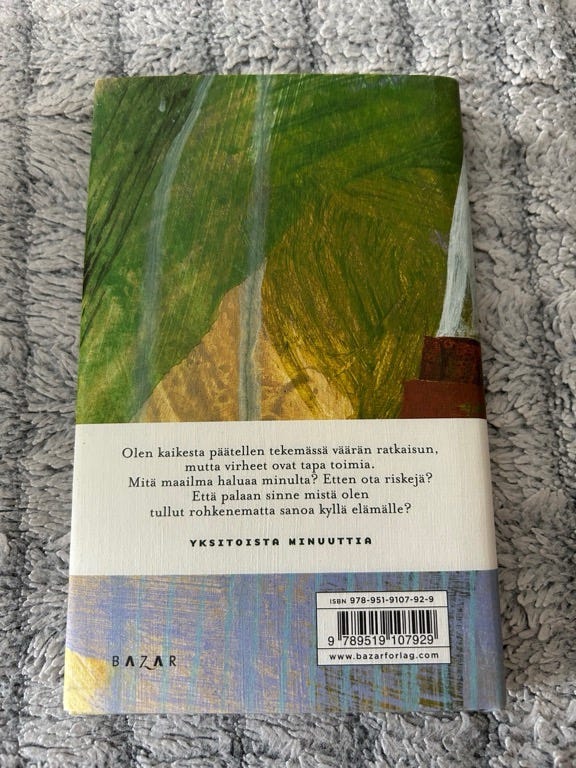 Olen kaikesta päätellen tekemässä väärän ratkaisun,
mutta virheet ovat tapa toimia.
Mitä maailma haluaa minulta? Etten ota riskejä?
Että palaan sinne mistä olen
tullut rohkenematta sanoa kyllä elämälle?
YKSITOISTA MINUUTTIA
ISBN 978-951-9107-92-9
9 789519 107929
www.bazarforlag.com
BAZAR